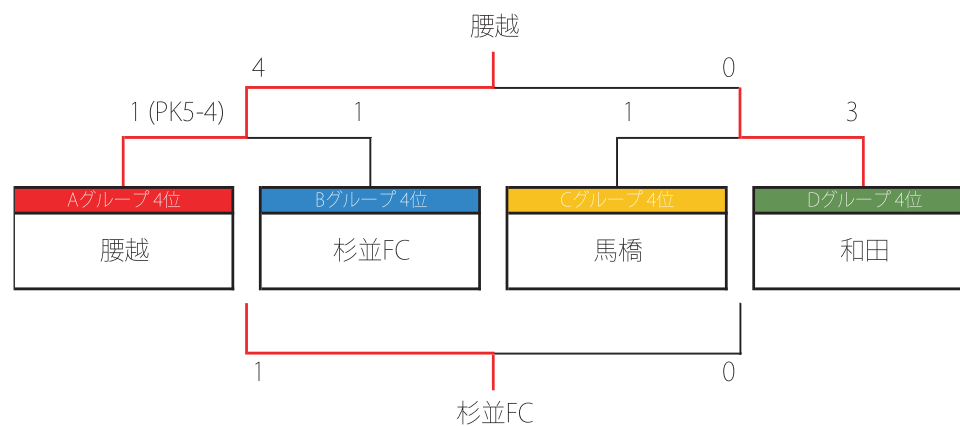 腰越
4 0
1 (PK5-4) 1 1 3
Aグループ 4位 Bグループ 4位 Cグループ 4位 Dグループ 4位
腰越 杉並FC 馬橋 和田
1 0
杉並FC